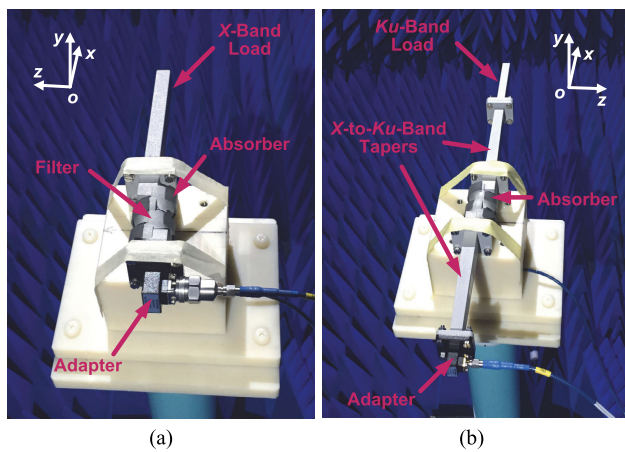 y
x
z
o
X-Band
Load
Absorber
Filter
Adapter
(a)
Ku-Band
Load
y
x
o
z
X-to-Ku-Band
Tapers
Absorber
Adapter
(b)